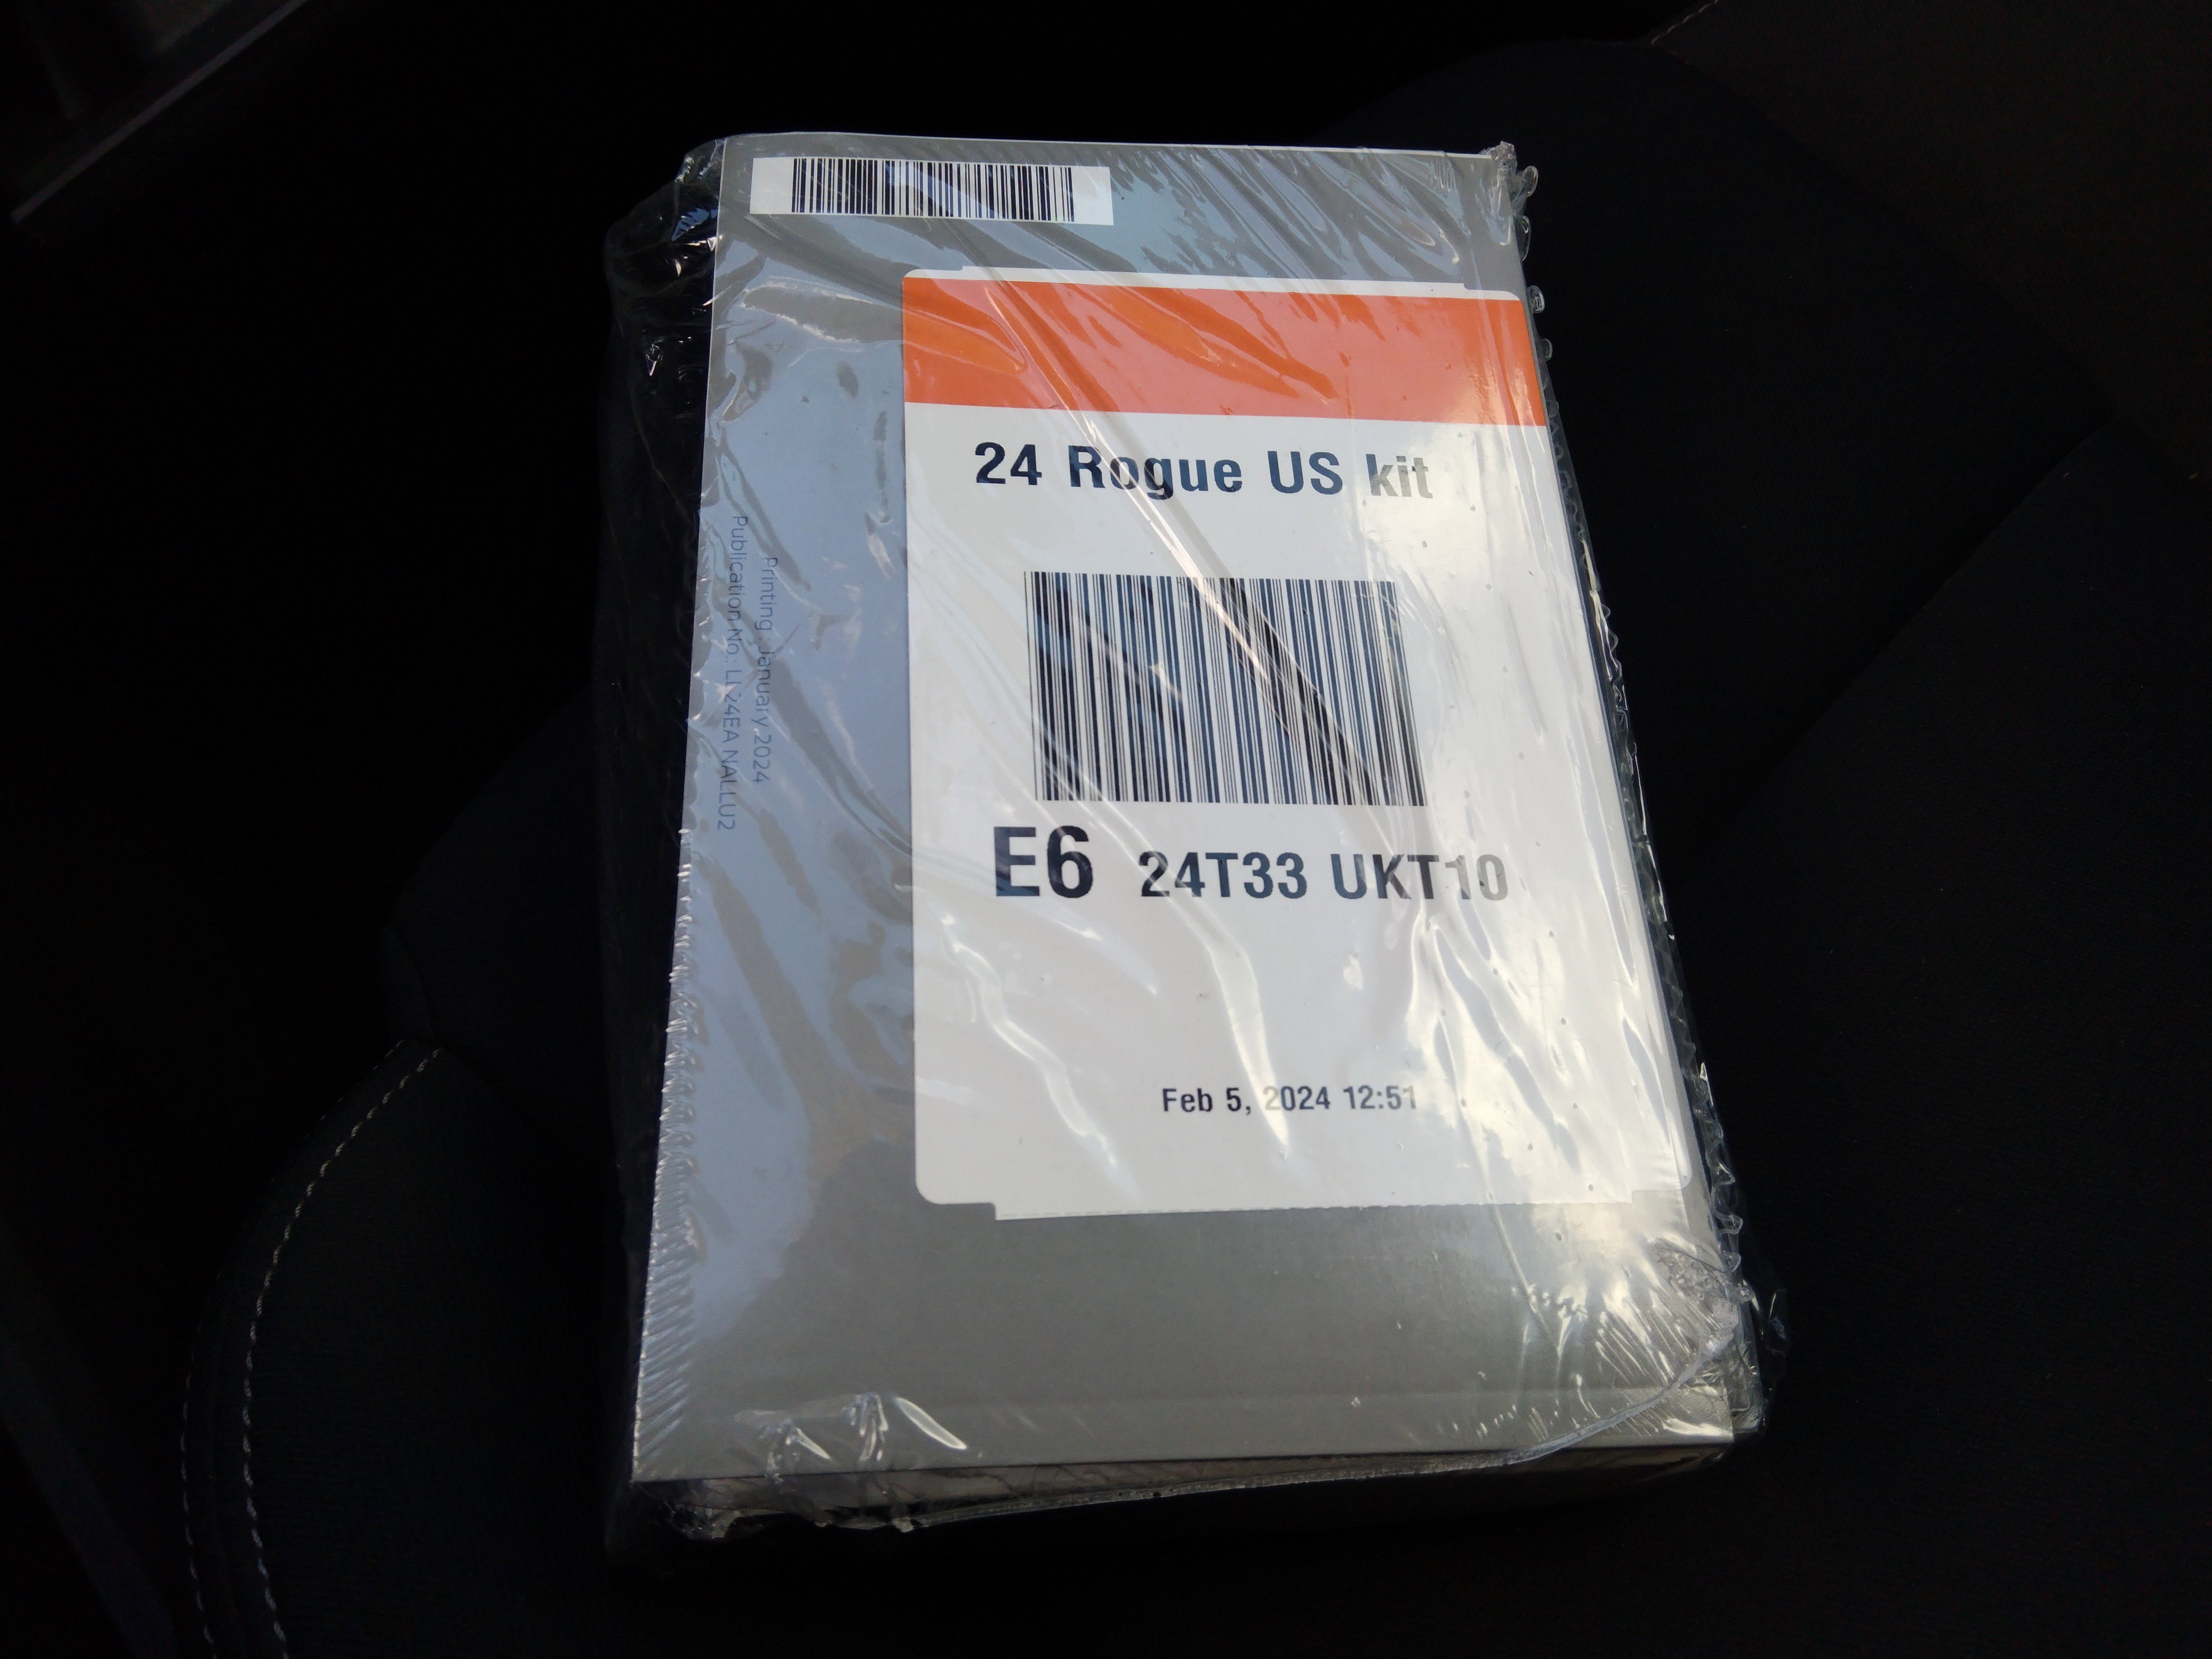 24 Rogue US kit
E6 24T33 UKT10
Feb 5, 2024 12:51
Printing : January 2024
Publication No.: LI24EA NALLU2